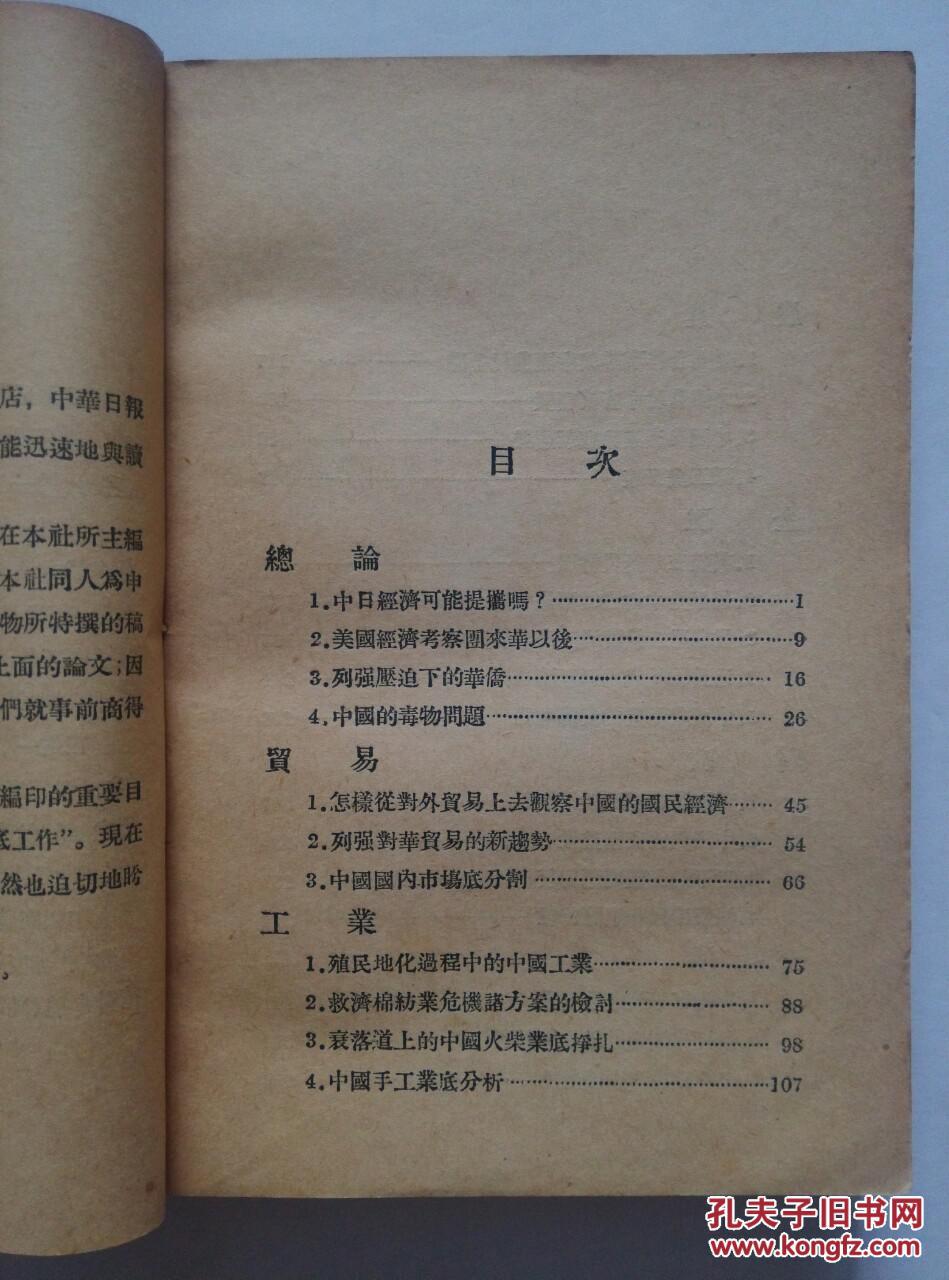 店，中華日報
能迅速地與讀
在本社所主編
本社同人爲申
物所特撰的稿
上面的論文；因
們就事前商得
編印的重要目
底工作”。現在
然也迫切地盼
。
目　次
總　論
1.中日經濟可能提攜嗎？…………1
2.美國經濟考察團來華以後…………9
3.列强壓迫下的華僑…………16
4.中國的毒物問題…………26
貿　易
1.怎樣從對外貿易上去觀察中國的國民經濟……45
2.列强對華貿易的新趨勢…………54
3.中國國內市場底分割…………66
工　業
1.殖民地化過程中的中國工業…………75
2.救濟棉紡業危機諸方案的檢討…………88
3.衰落道上的中國火柴業底掙扎…………98
4.中國手工業底分析…………107
孔夫子旧书网
www.kongfz.com